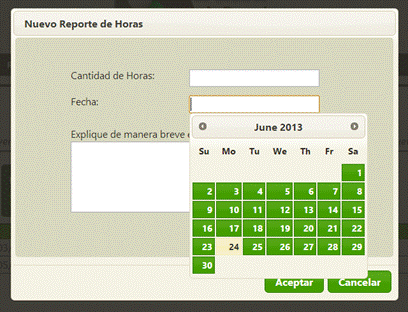 Nuevo Reporte de Horas
Cantidad de Horas:
Fecha:
June 2013
Su Mo Tu We Th Fr Sa
1
2 3 4 5 6 7 8
9 10 11 12 13 14 15
16 17 18 19 20 21 22
23 24 25 26 27 28 29
30
Explique de manera breve
Aceptar Cancelar